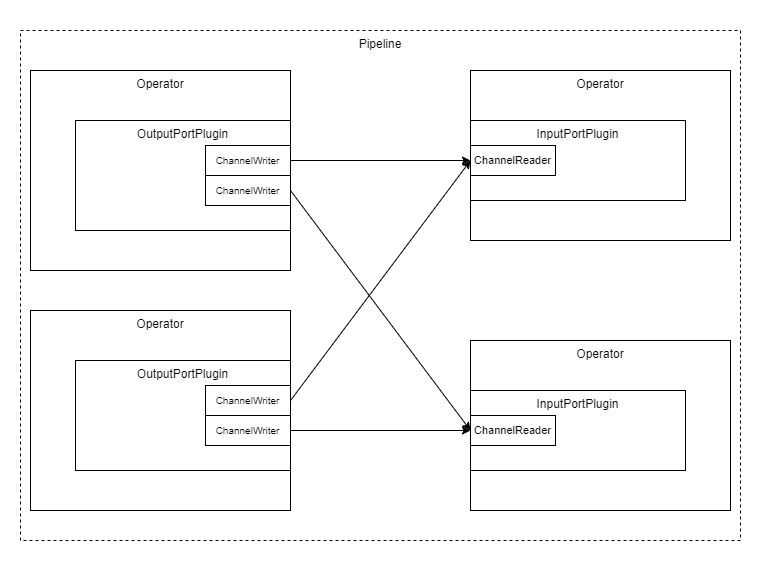 Pipeline
Operator
OutputPortPlugin
ChannelWriter
ChannelWriter
Operator
InputPortPlugin
ChannelReader
Operator
OutputPortPlugin
ChannelWriter
ChannelWriter
Operator
InputPortPlugin
ChannelReader